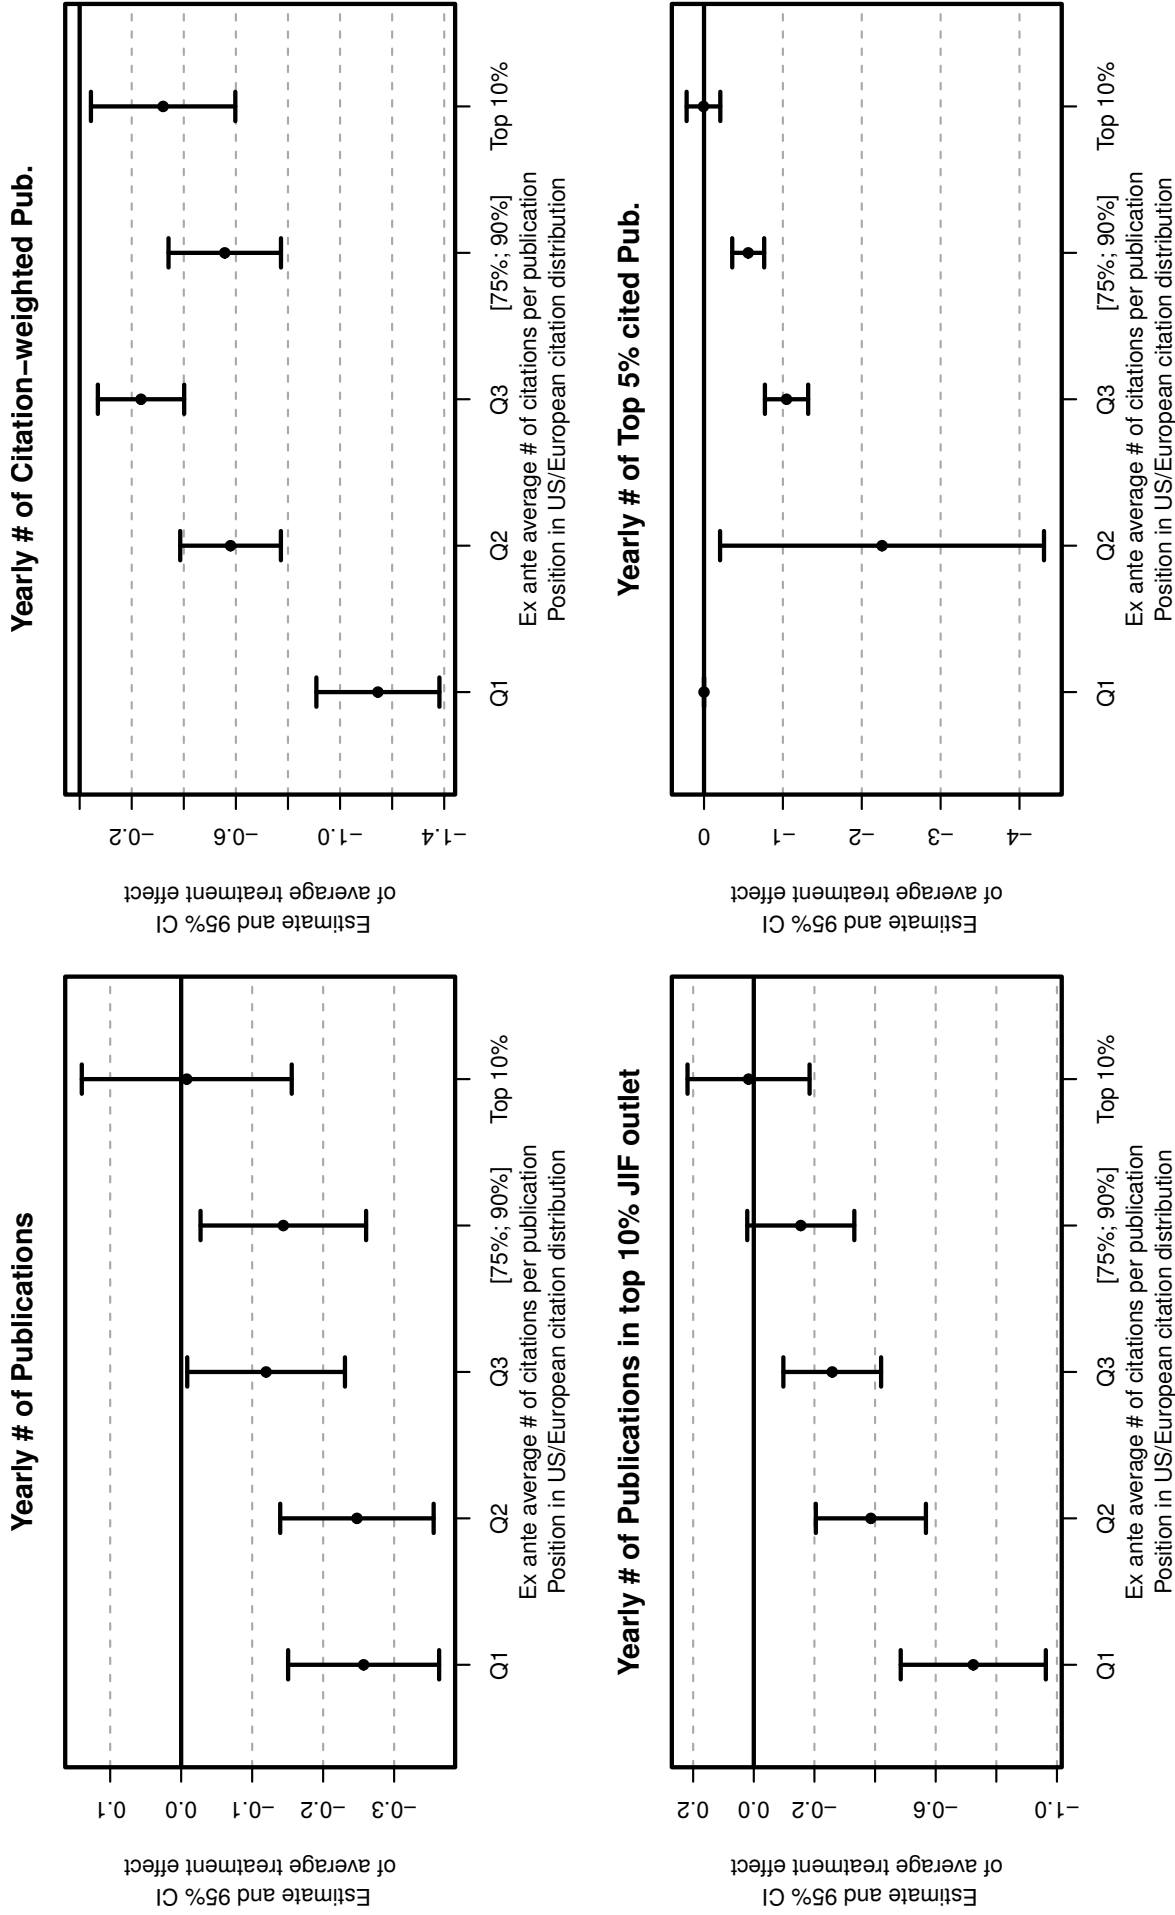 Yearly # of Publications
Estimate and 95% CI
of average treatment effect
0.1
0.0
−0.1
−0.2
−0.3
Q1
Q2
Q3
[75%; 90%]
Top 10%
Ex ante average # of citations per publication
Position in US/European citation distribution
Yearly # of Citation−weighted Pub.
Estimate and 95% CI
of average treatment effect
−0.2
−0.6
−1.0
−1.4
Q1
Q2
Q3
[75%; 90%]
Top 10%
Ex ante average # of citations per publication
Position in US/European citation distribution
Yearly # of Publications in top 10% JIF outlet
Estimate and 95% CI
of average treatment effect
0.2
0.0
−0.2
−0.6
−1.0
Q1
Q2
Q3
[75%; 90%]
Top 10%
Ex ante average # of citations per publication
Position in US/European citation distribution
Yearly # of Top 5% cited Pub.
Estimate and 95% CI
of average treatment effect
0
−1
−2
−3
−4
Q1
Q2
Q3
[75%; 90%]
Top 10%
Ex ante average # of citations per publication
Position in US/European citation distribution